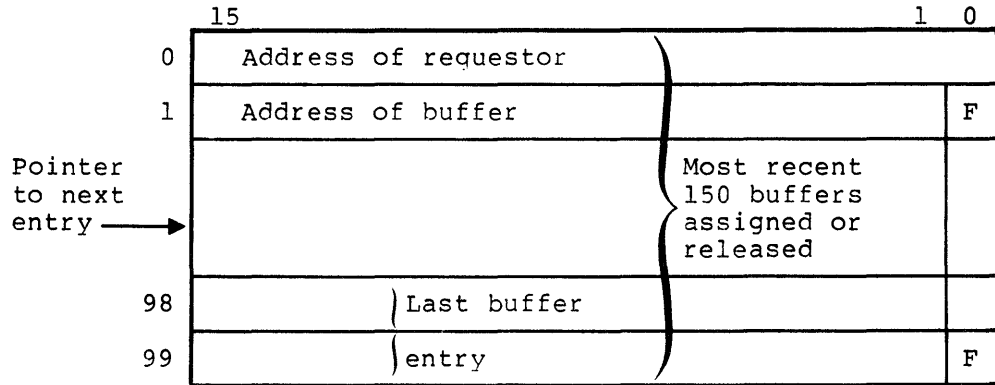 15 1 0
0 Address of requestor
1 Address of buffer F
Pointer
to next
entry
Most recent
150 buffers
assigned or
released
98 Last buffer
99 entry F